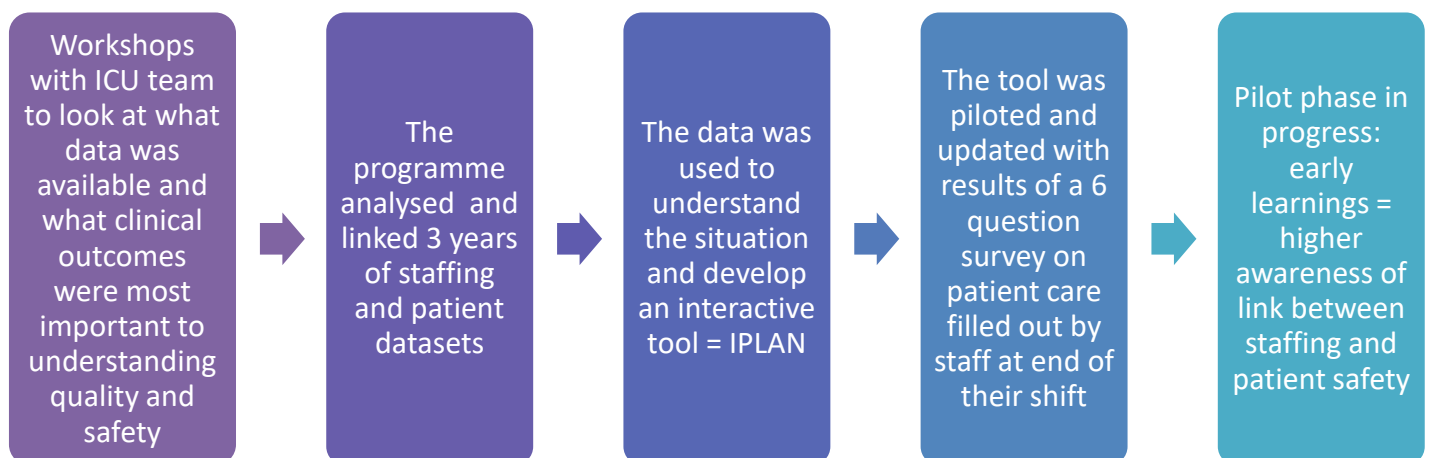 Workshops
with ICU team
to look at what
data was
available and
what clinical
outcomes
were most
important to
understanding
quality and
safety
The
programme
analysed  and
linked 3 years
of staffing
and patient
datasets
The data was
used to
understand
the situation
and develop
an interactive
tool = IPLAN
The tool was
piloted and
updated with
results of a 6
question
survey on
patient care
filled out by
staff at end of
their shift
Pilot phase in
progress:
early
learnings =
higher
awareness of
link between
staffing and
patient safety